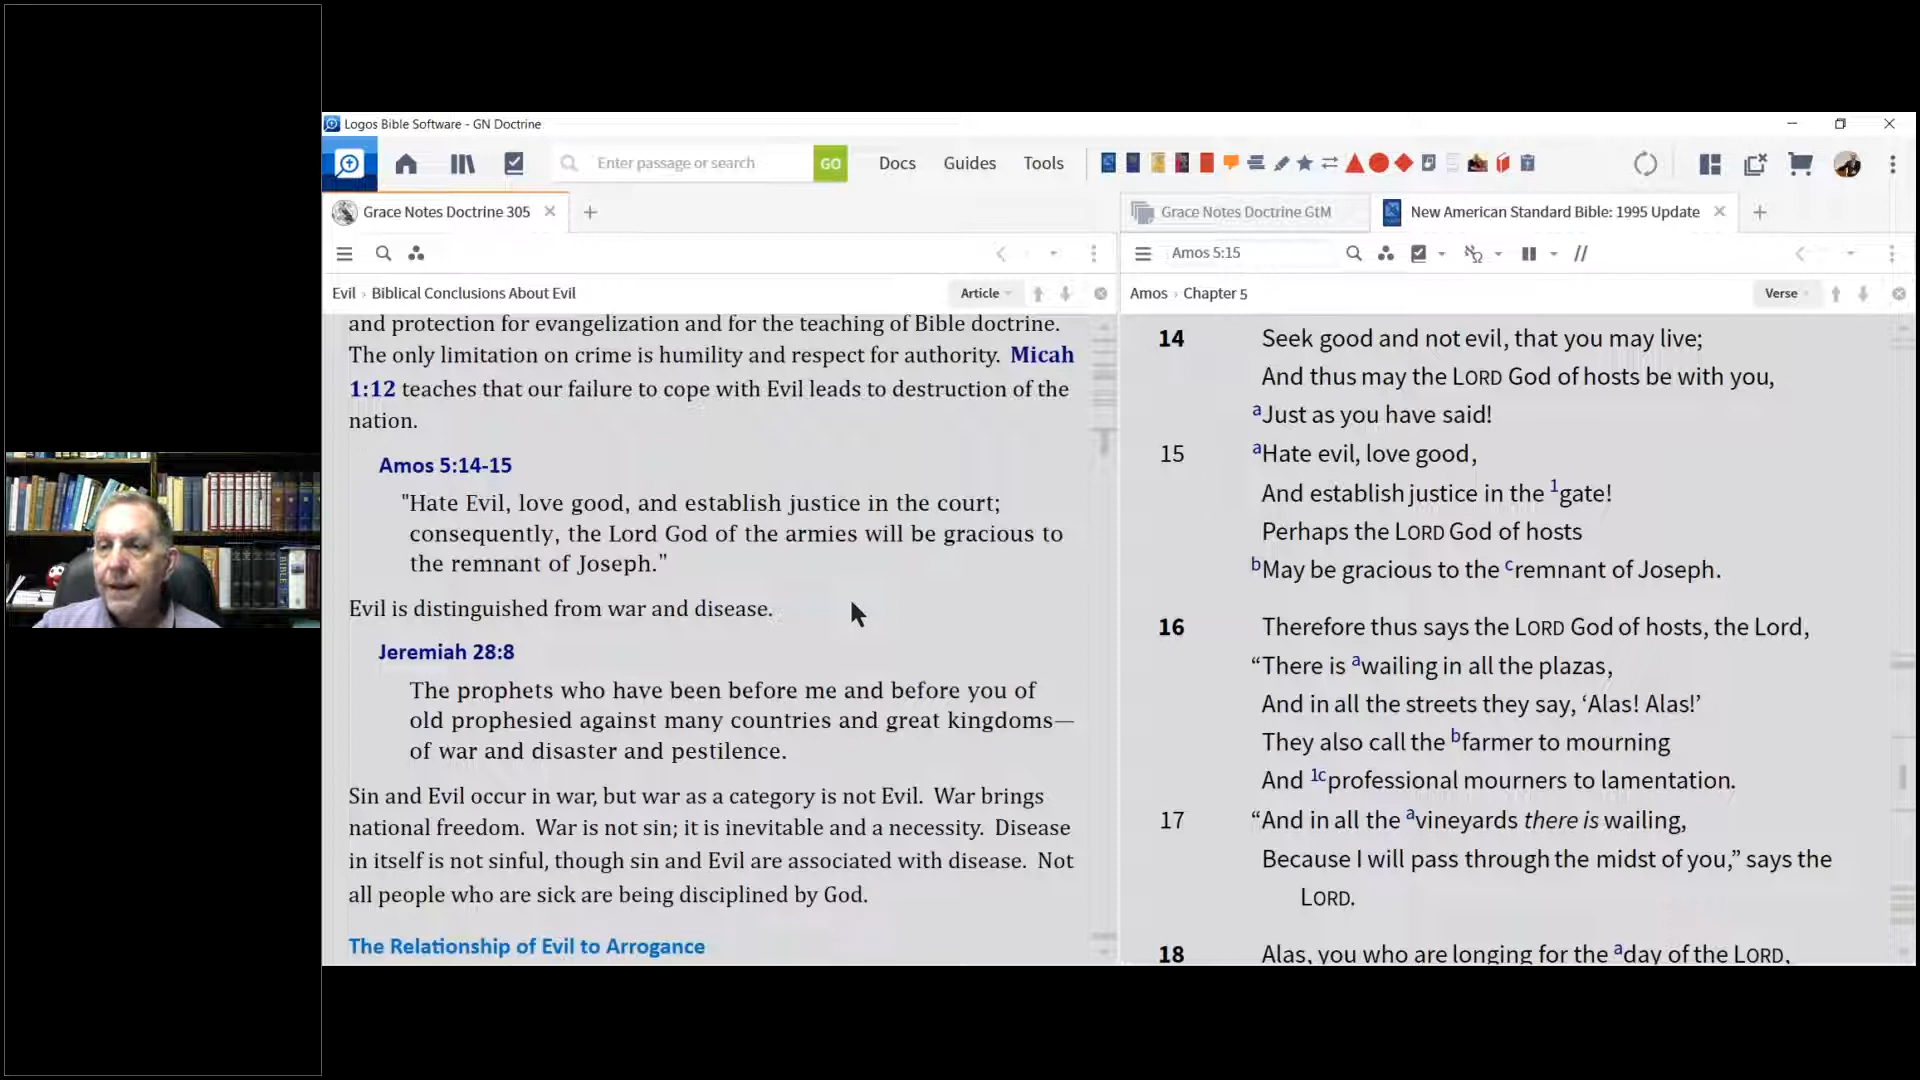 Logos Bible Software - GN Doctrine
Enter passage or search
GO
Docs
Guides
Tools
Grace Notes Doctrine 305
Evil › Biblical Conclusions About Evil
Article
and protection for evangelization and for the teaching of Bible doctrine.
The only limitation on crime is humility and respect for authority. Micah
1:12 teaches that our failure to cope with Evil leads to destruction of the
nation.
Amos 5:14-15
"Hate Evil, love good, and establish justice in the court;
consequently, the Lord God of the armies will be gracious to
the remnant of Joseph."
Evil is distinguished from war and disease.
Jeremiah 28:8
The prophets who have been before me and before you of
old prophesied against many countries and great kingdoms—
of war and disaster and pestilence.
Sin and Evil occur in war, but war as a category is not Evil. War brings
national freedom. War is not sin; it is inevitable and a necessity. Disease
in itself is not sinful, though sin and Evil are associated with disease. Not
all people who are sick are being disciplined by God.
The Relationship of Evil to Arrogance
Grace Notes Doctrine GtM
New American Standard Bible: 1995 Update
Amos 5:15
Amos › Chapter 5
Verse
14 Seek good and not evil, that you may live;
And thus may the LORD God of hosts be with you,
aJust as you have said!
15 aHate evil, love good,
And establish justice in the 1gate!
Perhaps the LORD God of hosts
bMay be gracious to the cremnant of Joseph.
16 Therefore thus says the LORD God of hosts, the Lord,
“There is awailing in all the plazas,
And in all the streets they say, ‘Alas! Alas!’
They also call the bfarmer to mourning
And 1cprofessional mourners to lamentation.
17 “And in all the avineyards there is wailing,
Because I will pass through the midst of you,” says the
LORD.
18 Alas, you who are longing for the aday of the LORD,